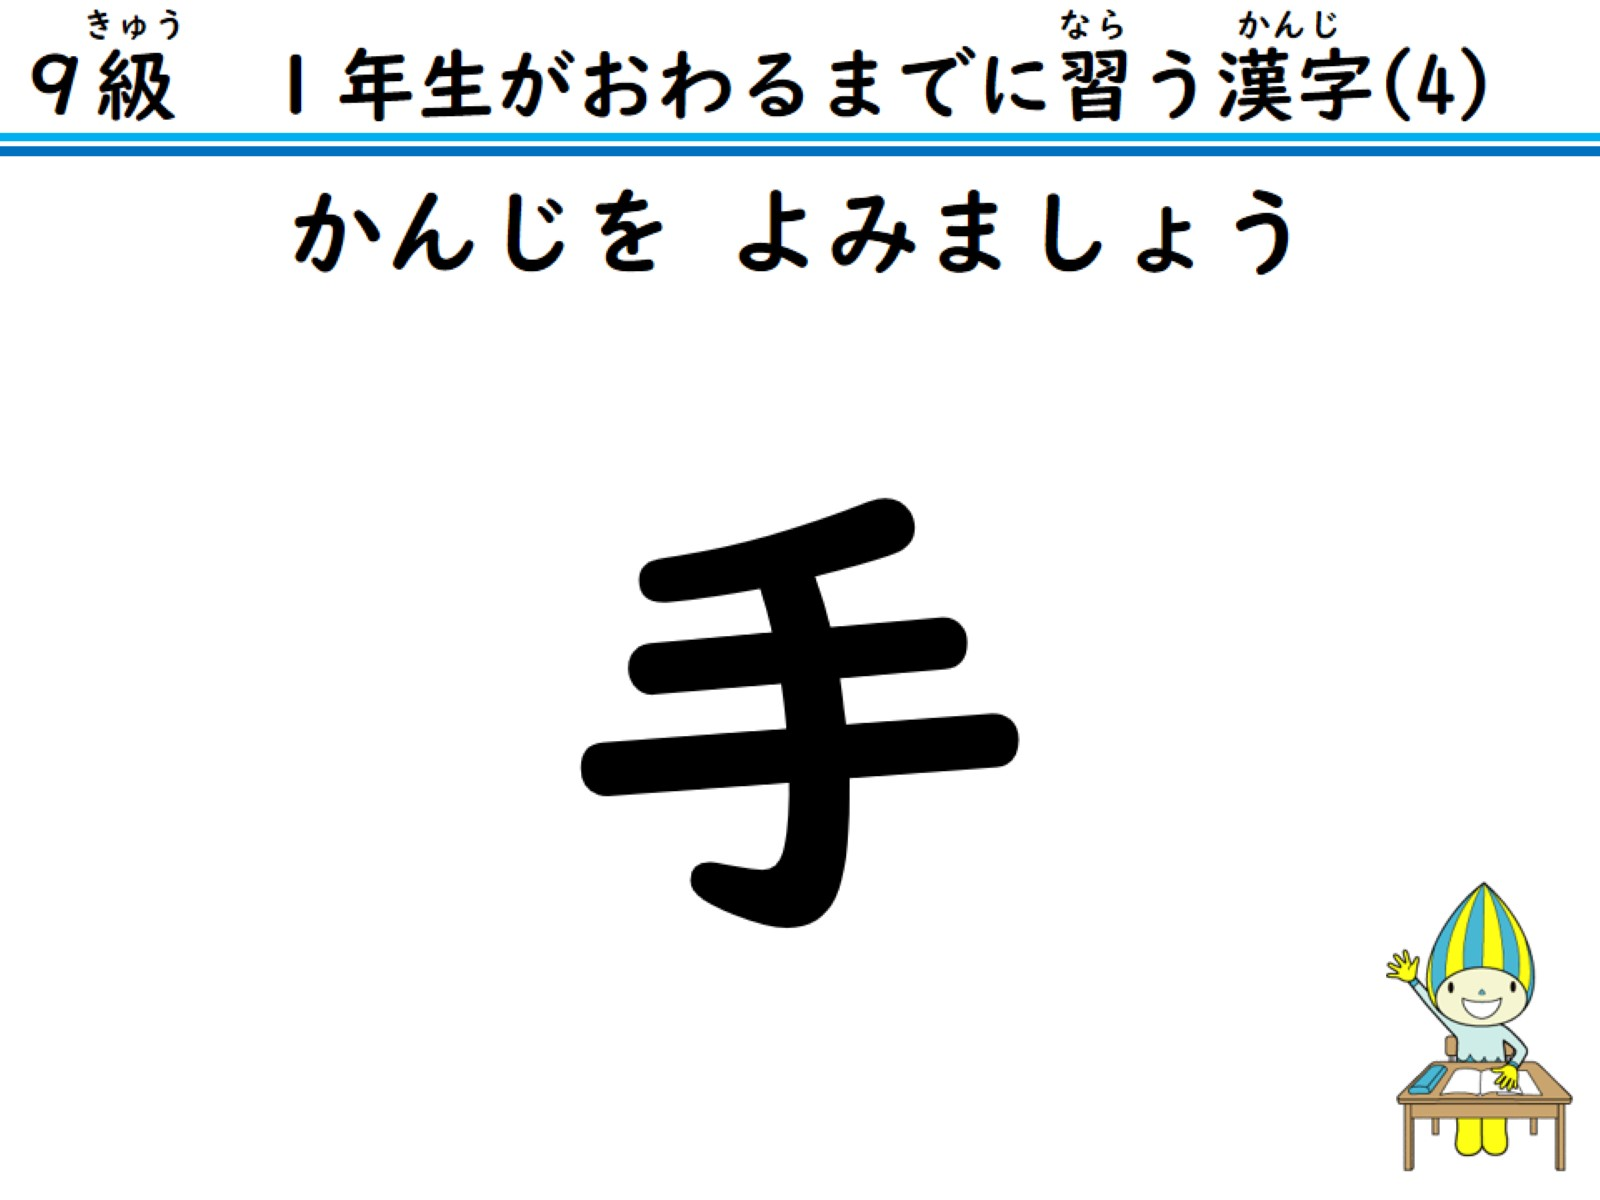 きゅう なら かんじ
９級　１年生がおわるまでに習う漢字(4)
かんじを よみましょう
手